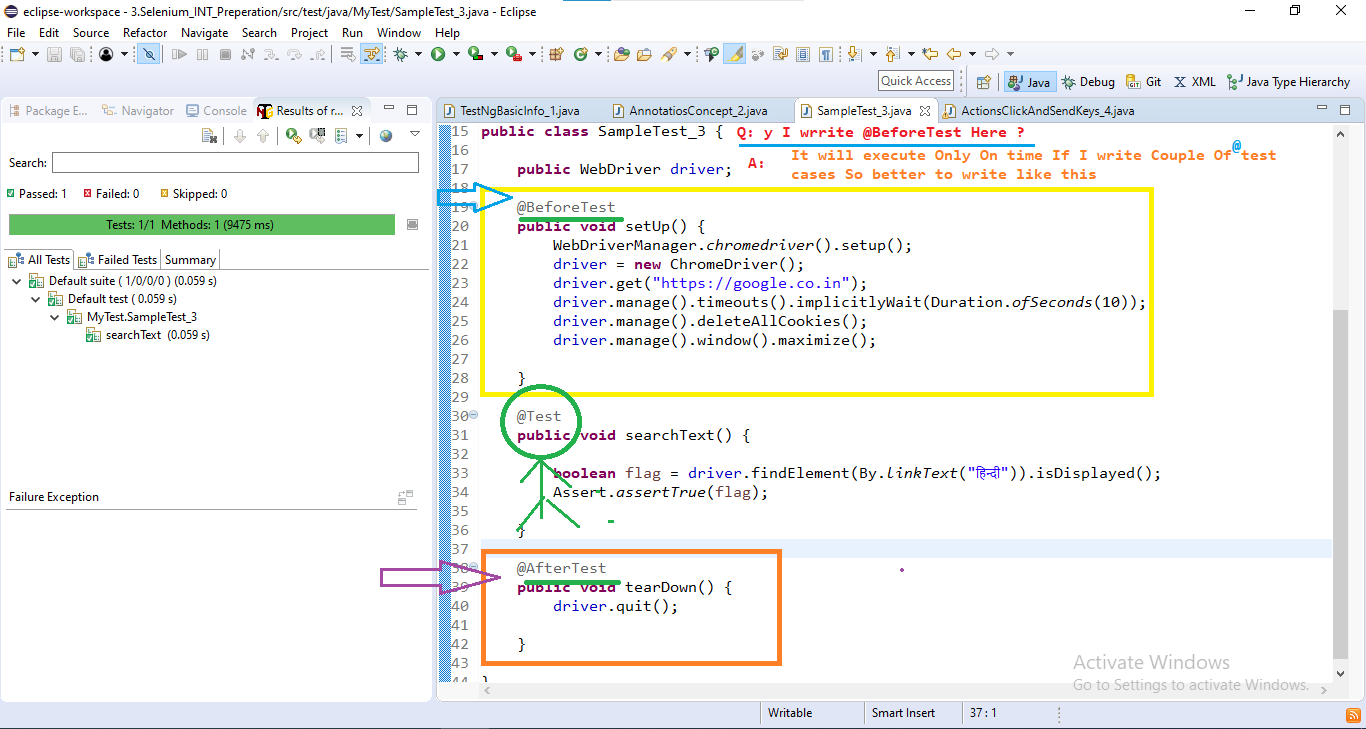 eclipse-workspace - 3.Selenium_INT_Preperation/src/test/java/MyTest/SampleTest_3.java - Eclipse
File Edit Source Refactor Navigate Search Project Run Window Help
Quick Access
Java Debug Git XML Java Type Hierarchy
Package E... Navigator Console Results of r...
Search:
Passed: 1 Failed: 0 Skipped: 0
Tests: 1/1 Methods: 1 (9475 ms)
All Tests Failed Tests Summary
Default suite ( 1/0/0/0 ) (0.059 s)
Default test ( 0.059 s)
MyTest.SampleTest_3
searchText (0.059 s)
Failure Exception
TestNgBasicInfo_1.java AnnotatiosConcept_2.java SampleTest_3.java ActionsClickAndSendKeys_4.java
15 public class SampleTest_3 { Q: y I wrrite @BeforeTest Here ?
16 A: It will execute Only On time If I write Couple Of @test
17 public WebDriver driver; cases So better to write like this
18
19 @BeforeTest
20 public void setUp() {
21 WebDriverManager.chromedriver().setup();
22 driver = new ChromeDriver();
23 driver.get("https://google.co.in");
24 driver.manage().timeouts().implicitlyWait(Duration.ofSeconds(10));
25 driver.manage().deleteAllCookies();
26 driver.manage().window().maximize();
27
28 }
29
30 @Test
31 public void searchText() {
32
33 boolean flag = driver.findElement(By.linkText("हिन्दी")).isDisplayed();
34 Assert.assertTrue(flag);
35
36 }
37
38 @AfterTest
39 public void tearDown() {
40 driver.quit();
41
42 }
43
44 }
Activate Windows
Go to Settings to activate Windows.
Writable Smart Insert 37 : 1